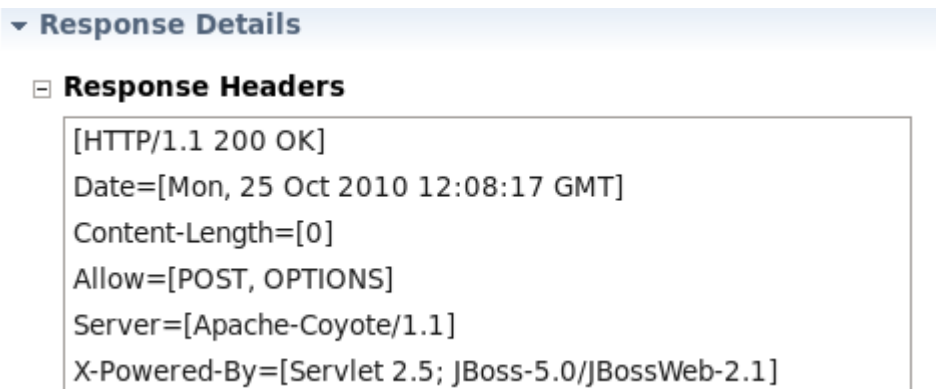 Response Details
Response Headers
[HTTP/1.1 200 OK]
Date=[Mon, 25 Oct 2010 12:08:17 GMT]
Content-Length=[0]
Allow=[POST, OPTIONS]
Server=[Apache-Coyote/1.1]
X-Powered-By=[Servlet 2.5; JBoss-5.0/JBossWeb-2.1]